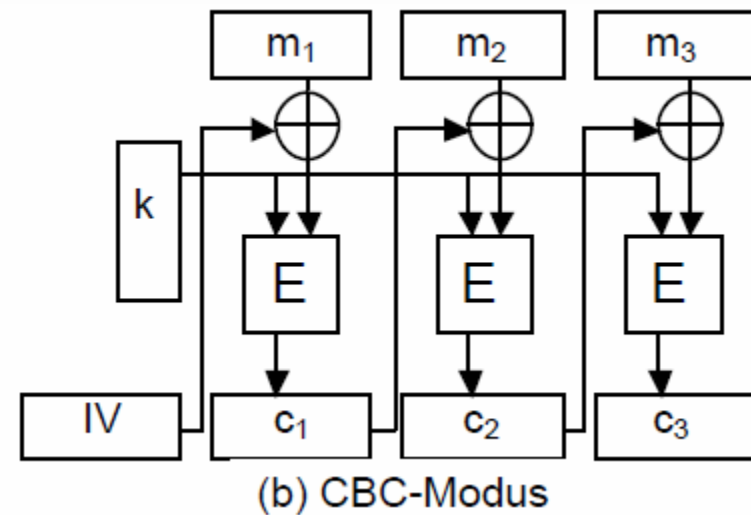 m₁ m₂ m₃
k
E E E
IV c₁ c₂ c₃
(b) CBC-Modus